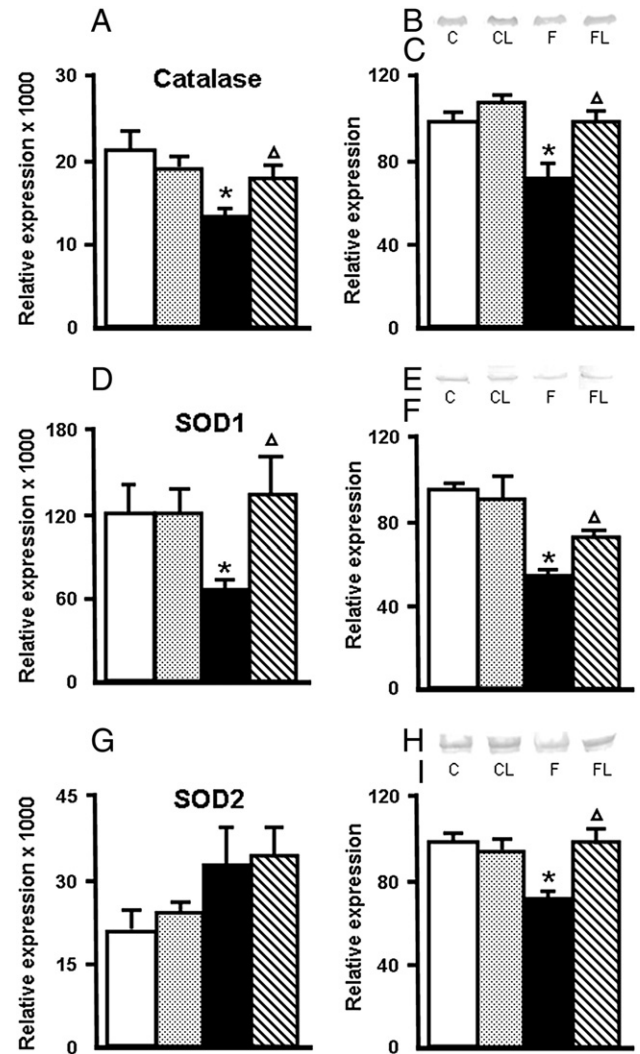 A
Catalase
Relative expression x 1000
30
20
10
0
*
Δ
B
C CL F FL
C
Relative expression
120
80
40
0
*
Δ
D
SOD1
Relative expression x 1000
180
120
60
0
*
Δ
E
C CL F FL
F
Relative expression
120
80
40
0
*
Δ
G
SOD2
Relative expression x 1000
45
30
15
0
H
C CL F FL
I
Relative expression
120
80
40
0
*
Δ